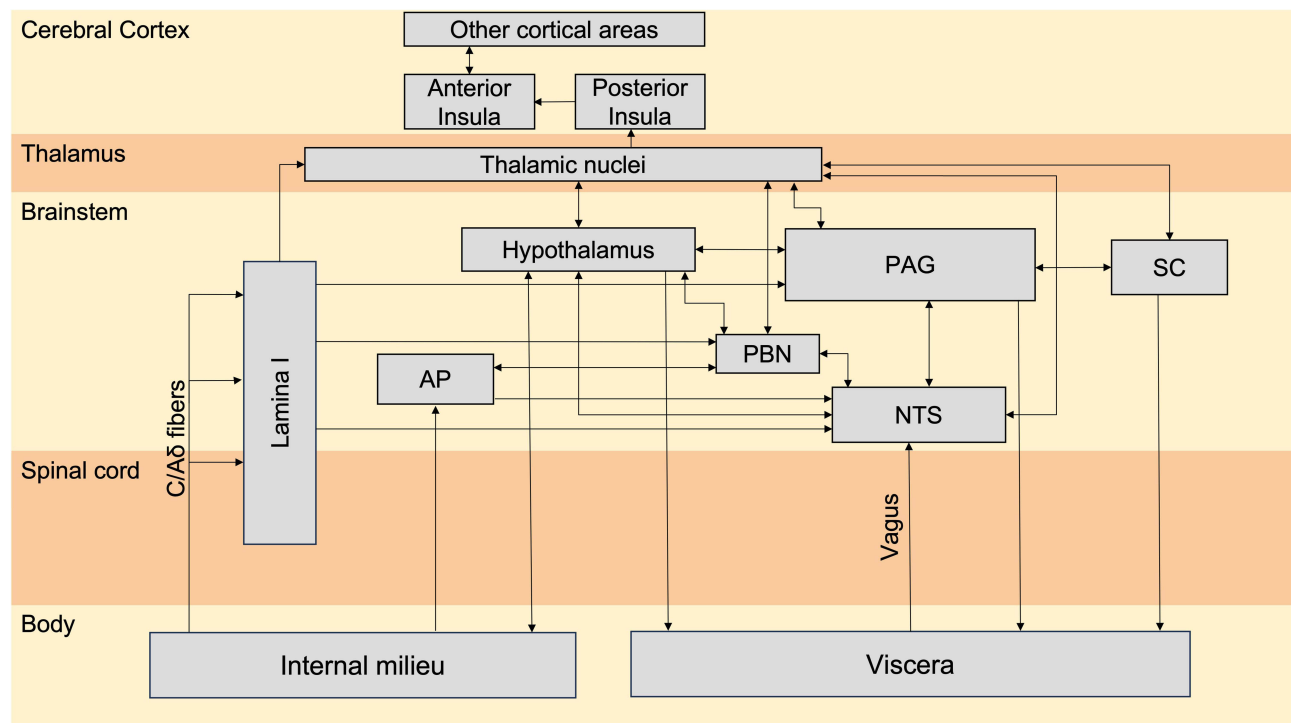 Cerebral Cortex
Other cortical areas
Anterior
Insula
Posterior
Insula
Thalamus
Thalamic nuclei
Brainstem
Hypothalamus
PAG
SC
Lamina I
PBN
AP
NTS
C/Aδ fibers
Spinal cord
Vagus
Body
Internal milieu
Viscera